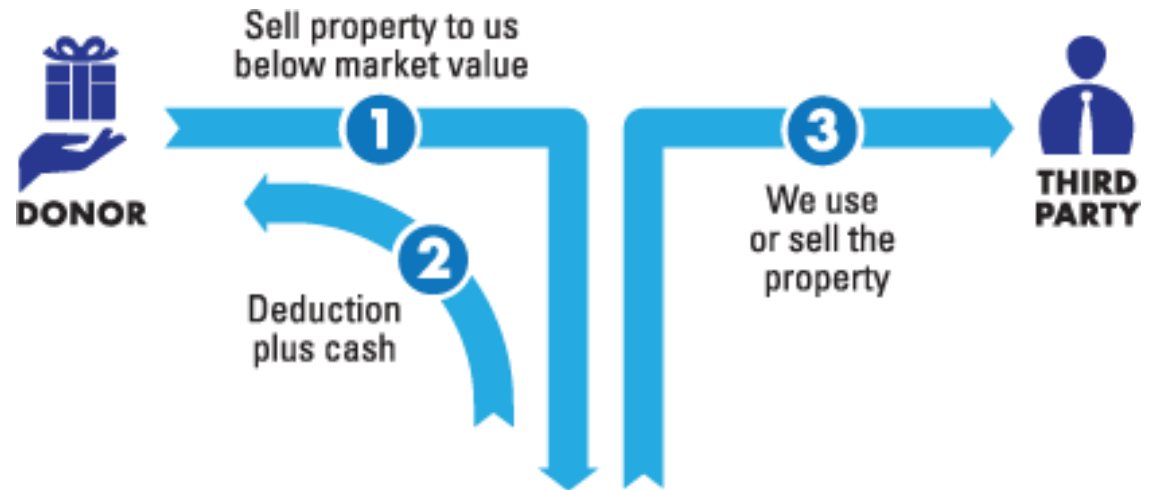 Sell property to us
below market value
1
3
DONOR
THIRD
PARTY
We use
or sell the
property
2
Deduction
plus cash